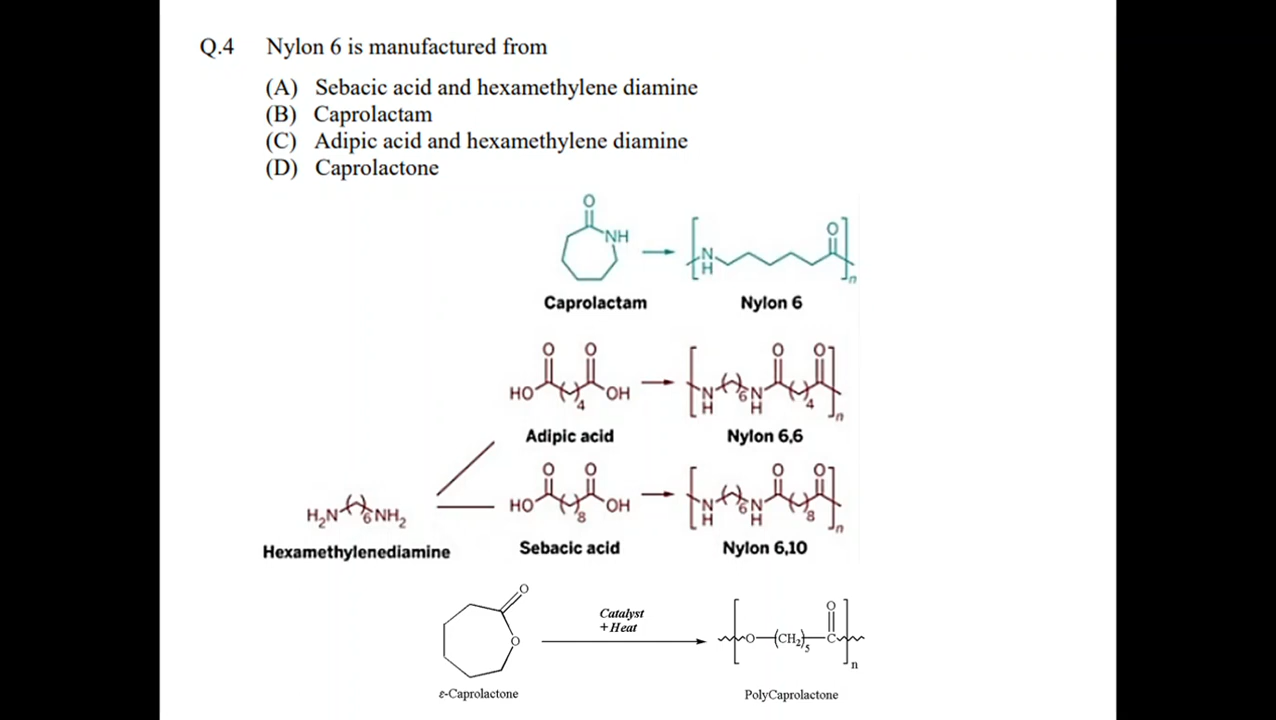 Q.4 Nylon 6 is manufactured from
(A) Sebacic acid and hexamethylene diamine
(B) Caprolactam
(C) Adipic acid and hexamethylene diamine
(D) Caprolactone
O
NH
N
H
O
n
Caprolactam
Nylon 6
O O
HO 4 OH
N
H
6 N
H
O O
4
n
Adipic acid
Nylon 6,6
H₂N 6 NH₂
O O
HO 8 OH
N
H
6 N
H
O O
8
n
Hexamethylenediamine
Sebacic acid
Nylon 6,10
O
O
Catalyst
+ Heat
O
O—(CH₂)₅—C
n
ε-Caprolactone
PolyCaprolactone